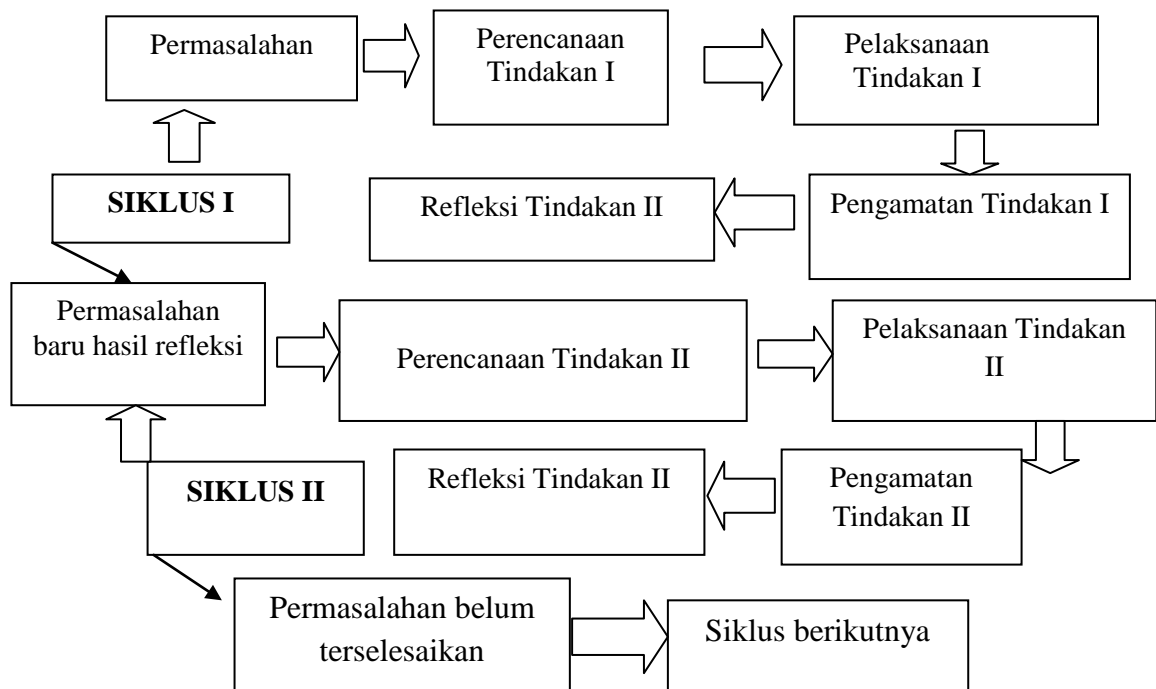 Permasalahan
Perencanaan
Tindakan I
Pelaksanaan
Tindakan I
SIKLUS I
Refleksi Tindakan II
Pengamatan Tindakan I
Permasalahan
baru hasil refleksi
Perencanaan Tindakan II
Pelaksanaan Tindakan
II
SIKLUS II
Refleksi Tindakan II
Pengamatan
Tindakan II
Permasalahan belum
terselesaikan
Siklus berikutnya